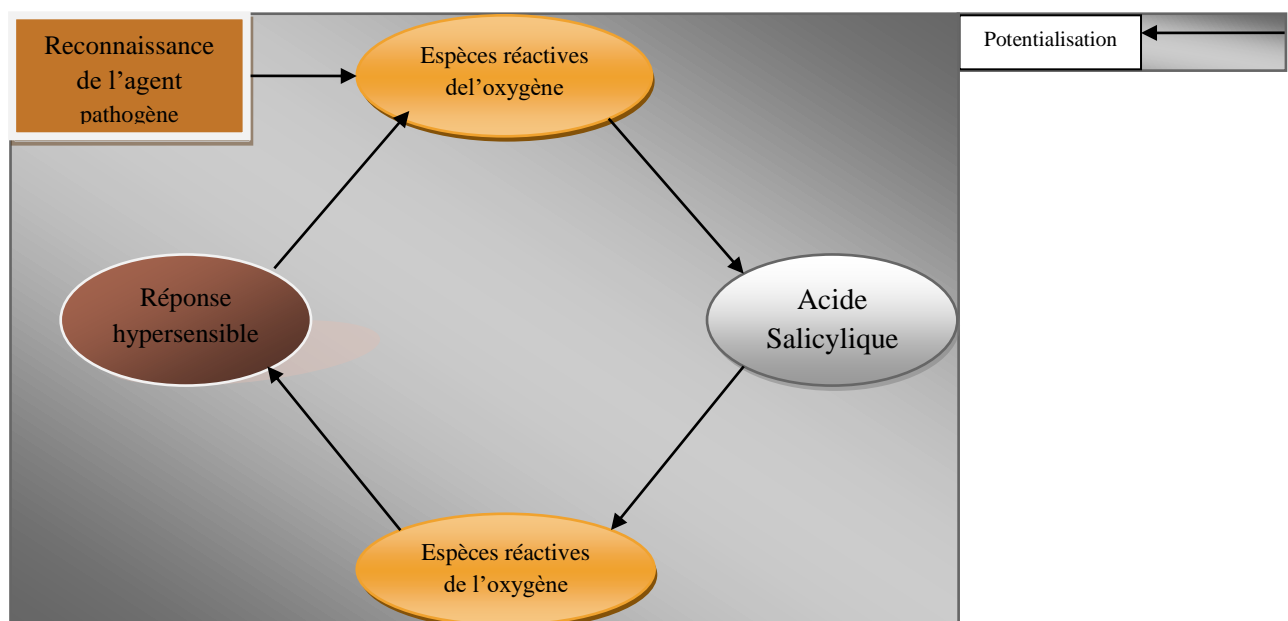 Reconnaissance
de l’agent
pathogène
Espèces réactives
del’oxygène
Potentialisation
Réponse
hypersensible
Acide
Salicylique
Espèces réactives
de l’oxygène